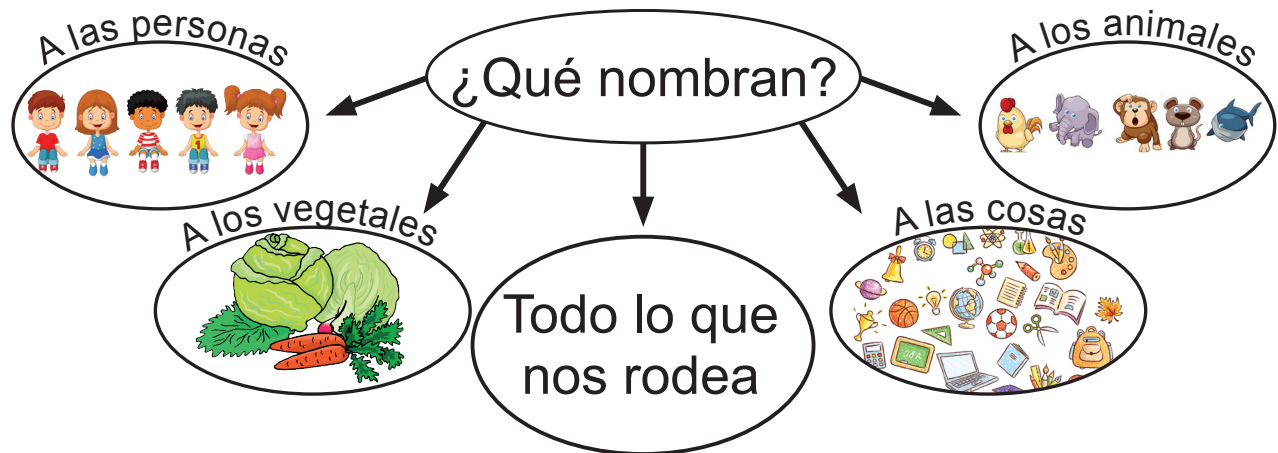 ¿Qué nombran?
A las personas
A los animales
A los vegetales
A las cosas
Todo lo que
nos rodea